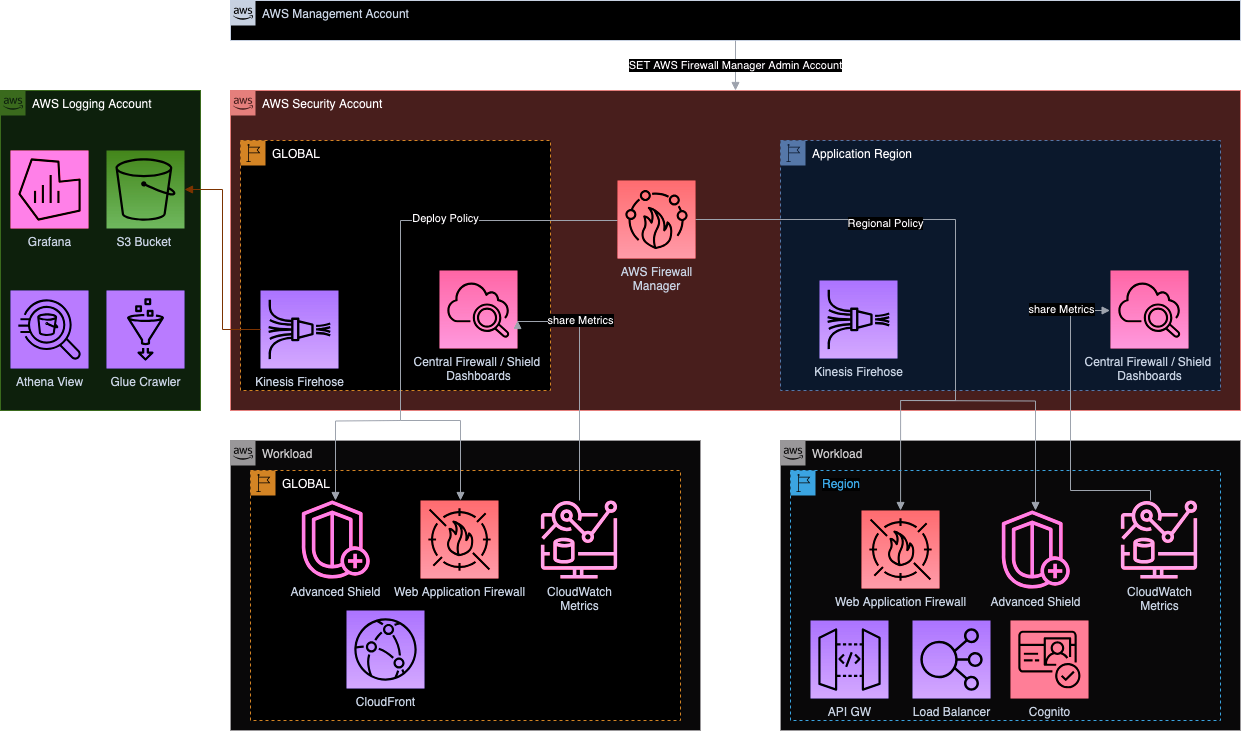 aws
AWS Management Account
SET AWS Firewall Manager Admin Account
aws
AWS Logging Account
Grafana
S3 Bucket
Athena View
Glue Crawler
aws
AWS Security Account
GLOBAL
Deploy Policy
Kinesis Firehose
share Metrics
Central Firewall / Shield
Dashboards
AWS Firewall
Manager
Application Region
Regional Policy
Kinesis Firehose
share Metrics
Central Firewall / Shield
Dashboards
aws
Workload
GLOBAL
Advanced Shield
Web Application Firewall
CloudWatch
Metrics
CloudFront
aws
Workload
Region
Web Application Firewall
Advanced Shield
CloudWatch
Metrics
</>
API GW
Load Balancer
Cognito